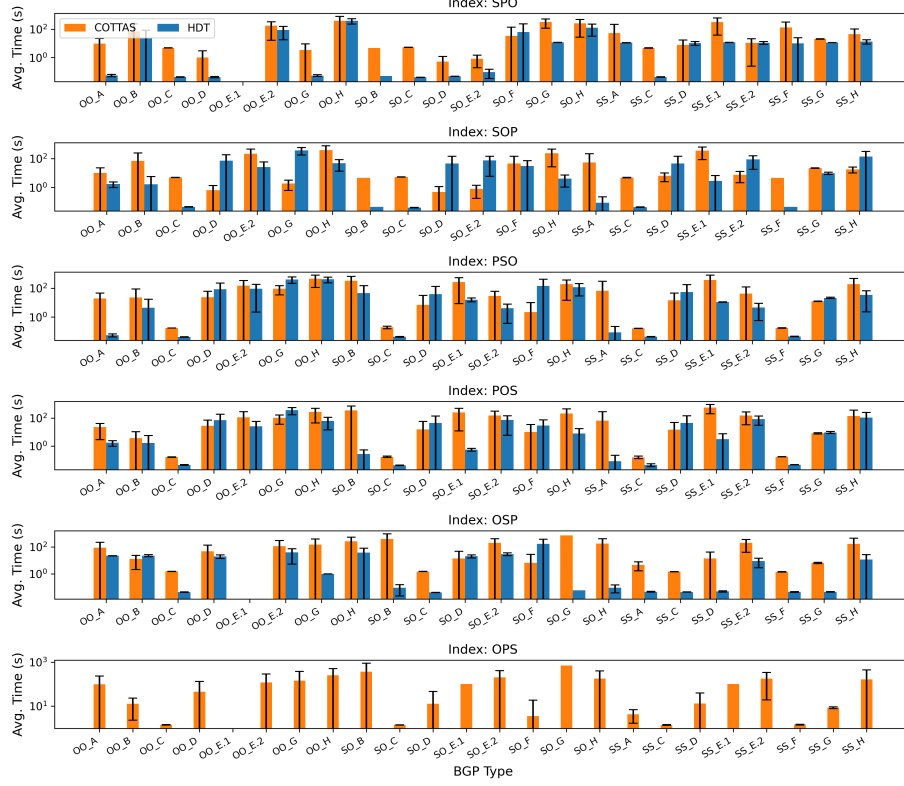 Index: SPO
Avg. Time (s)
COTTAS HDT
10² 10⁰
OO_A OO_B OO_C OO_D OO_E.1 OO_E.2 OO_G OO_H SO_B SO_C SO_D SO_E.2 SO_F SO_G SO_H SS_A SS_C SS_D SS_E.1 SS_E.2 SS_F SS_G SS_H
Index: SOP
Avg. Time (s)
10² 10⁰
OO_A OO_B OO_C OO_D OO_E.2 OO_G OO_H SO_B SO_C SO_D SO_E.2 SO_F SO_H SS_A SS_C SS_D SS_E.1 SS_E.2 SS_F SS_G SS_H
Index: PSO
Avg. Time (s)
10² 10⁰
OO_A OO_B OO_C OO_D OO_E.2 OO_G OO_H SO_B SO_C SO_D SO_E.1 SO_E.2 SO_F SO_H SS_A SS_C SS_D SS_E.1 SS_E.2 SS_F SS_G SS_H
Index: POS
Avg. Time (s)
10² 10⁰
OO_A OO_B OO_C OO_D OO_E.2 OO_G OO_H SO_B SO_C SO_D SO_E.1 SO_E.2 SO_F SO_H SS_A SS_C SS_D SS_E.1 SS_E.2 SS_F SS_G SS_H
Index: OSP
Avg. Time (s)
10² 10⁰
OO_A OO_B OO_C OO_D OO_E.1 OO_E.2 OO_G OO_H SO_B SO_C SO_D SO_E.1 SO_E.2 SO_F SO_G SO_H SS_A SS_C SS_D SS_E.1 SS_E.2 SS_F SS_G SS_H
Index: OPS
Avg. Time (s)
10³ 10¹
OO_A OO_B OO_C OO_D OO_E.1 OO_E.2 OO_G OO_H SO_B SO_C SO_D SO_E.1 SO_E.2 SO_F SO_G SO_H SS_A SS_C SS_D SS_E.1 SS_E.2 SS_F SS_G SS_H
BGP Type